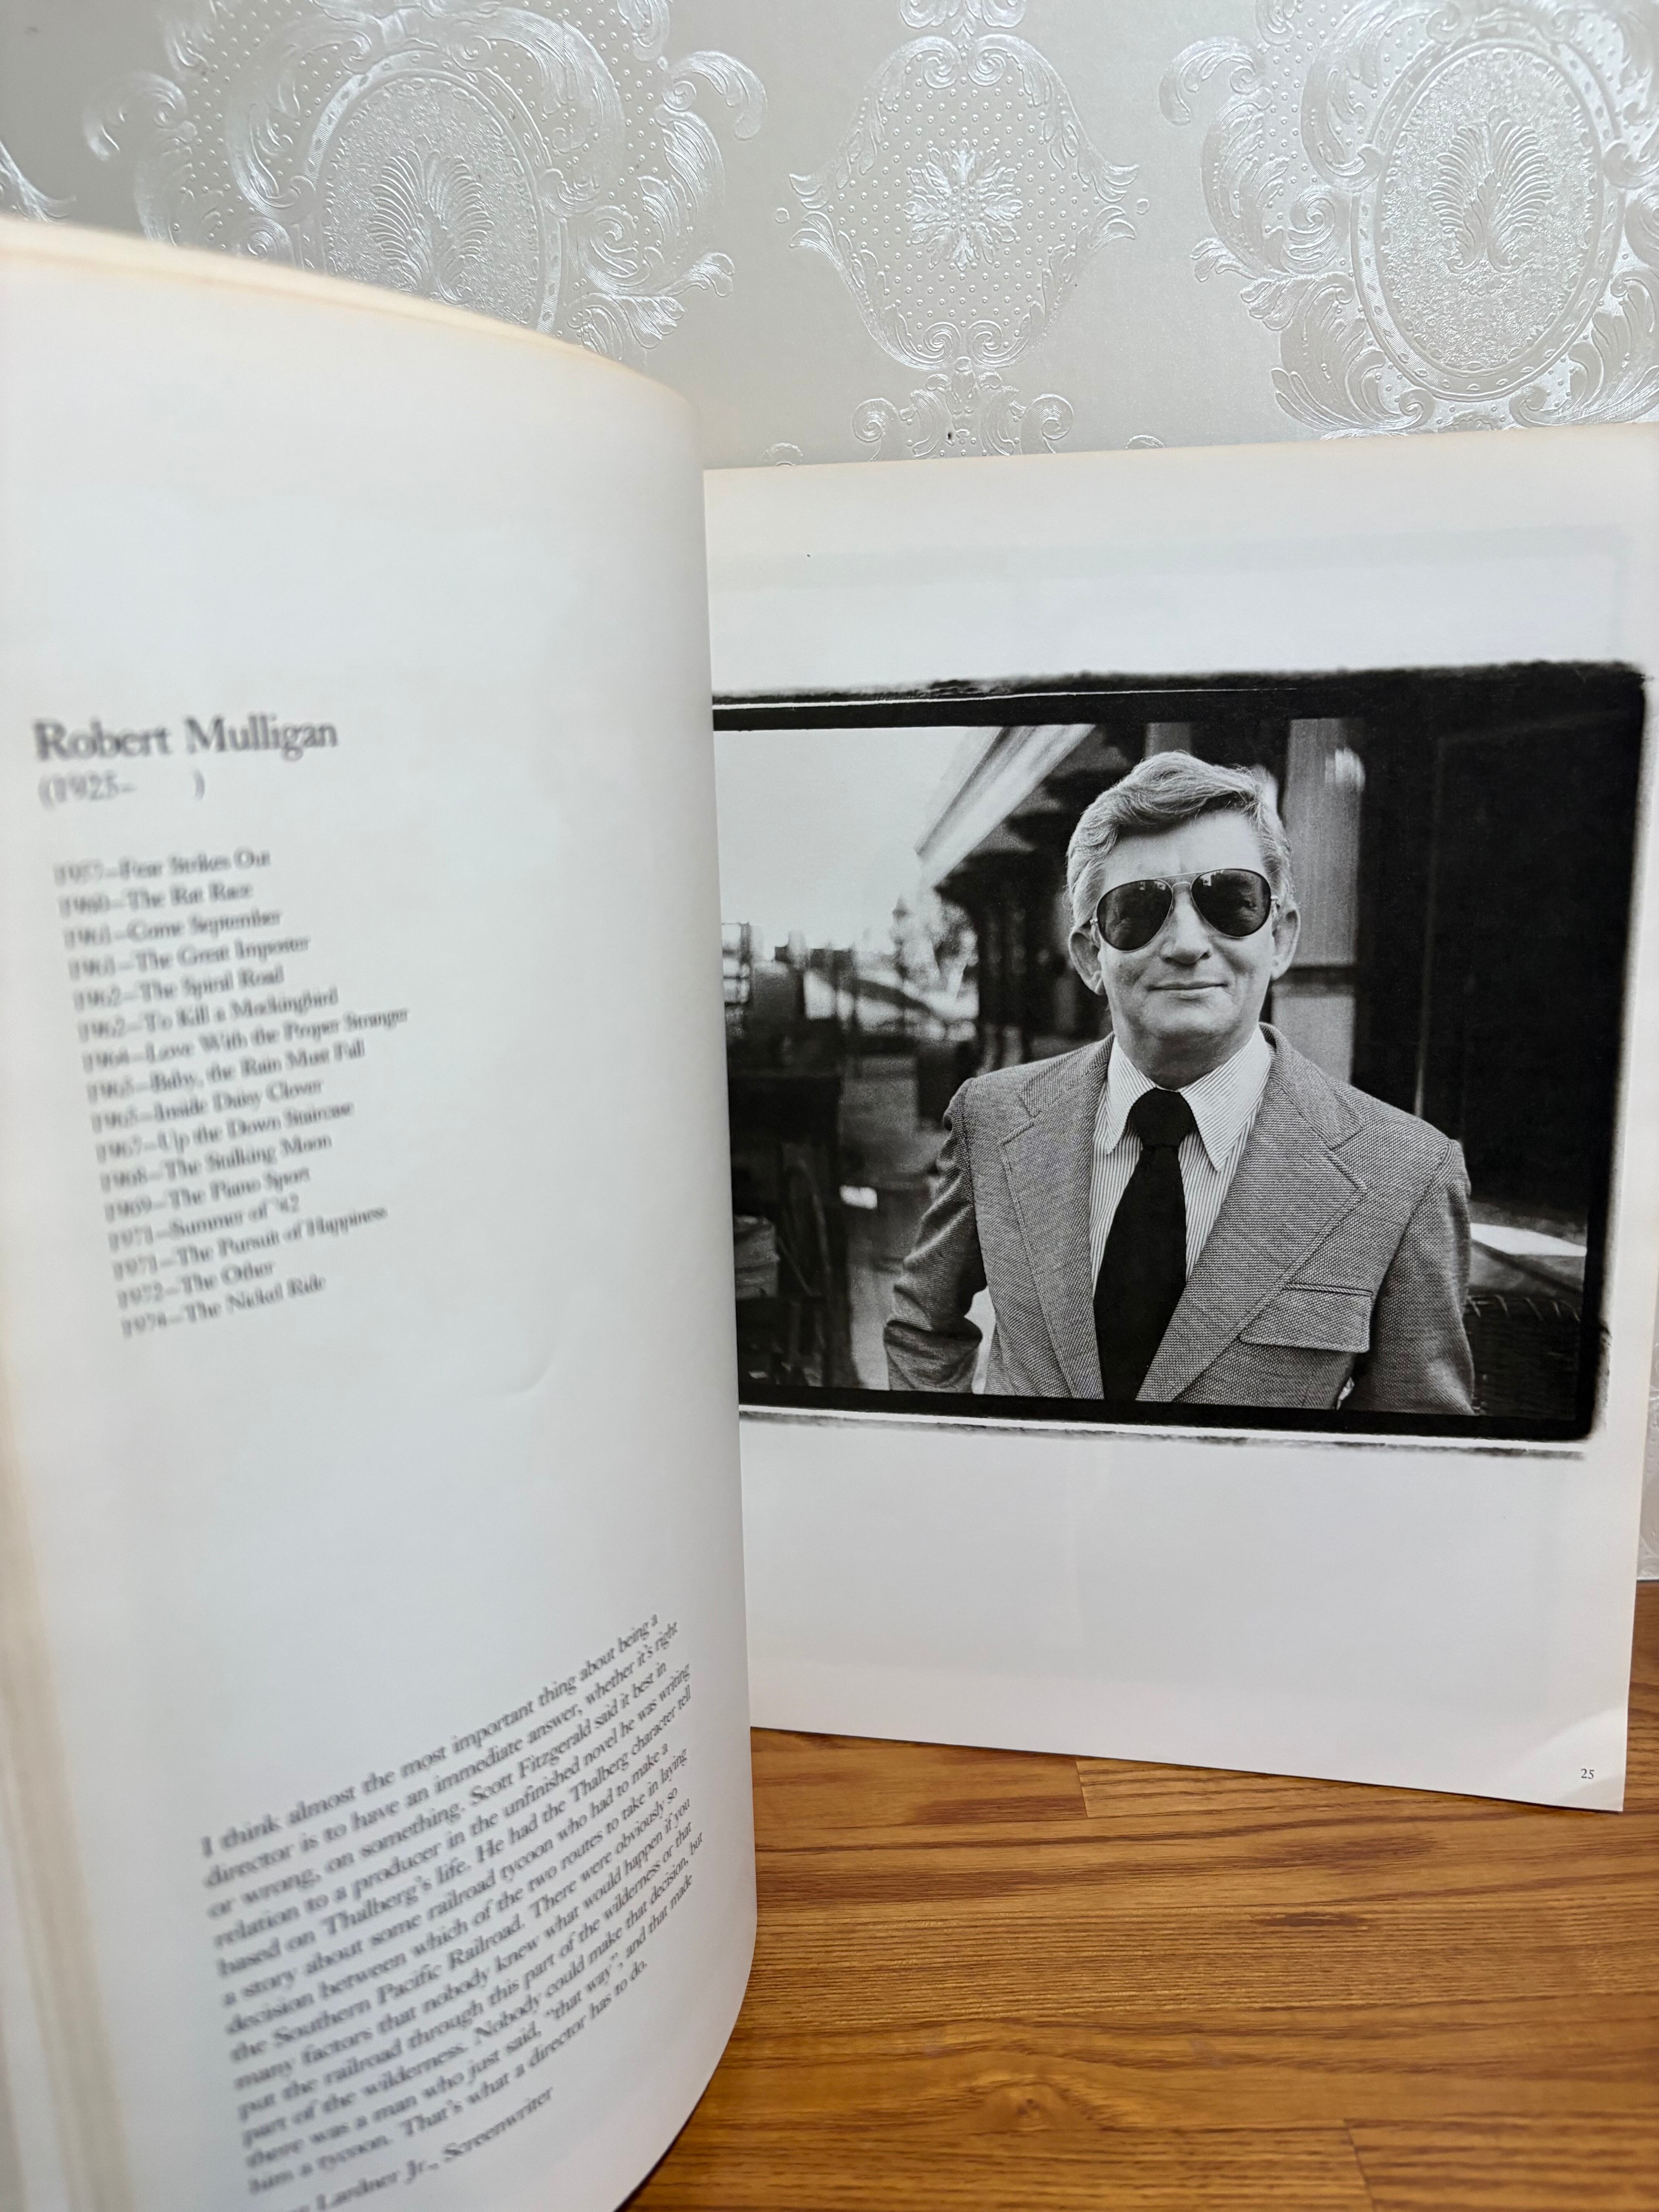 Robert Mulligan
(1925– )
1957—Fear Strikes Out
1960—The Rat Race
1961—Come September
1961—The Great Imposter
1962—The Spiral Road
1962—To Kill a Mockingbird
1964—Love With the Proper Stranger
1965—Baby, the Rain Must Fall
1965—Inside Daisy Clover
1967—Up the Down Staircase
1968—The Stalking Moon
1969—The Piano Sport
1971—Summer of '42
1971—The Pursuit of Happiness
1972—The Other
1974—The Nickel Ride
I think almost the most important thing about being a
director is to have an immediate answer, whether it's right
or wrong, on something. Scott Fitzgerald said it best in
relation to a producer in the unfinished novel he was writing
based on Thalberg's life. He had the Thalberg character tell
a story about some railroad tycoon who had to make a
decision between which of the two routes to take in laying
the Southern Pacific Railroad. There were obviously so
many factors that nobody knew what would happen if you
put the railroad through this part of the wilderness or that
part of the wilderness. Nobody could make that decision, but
there was a man who just said, "that way", and that made
him a tycoon. That's what a director has to do.
Lardner Jr., Screenwriter
25